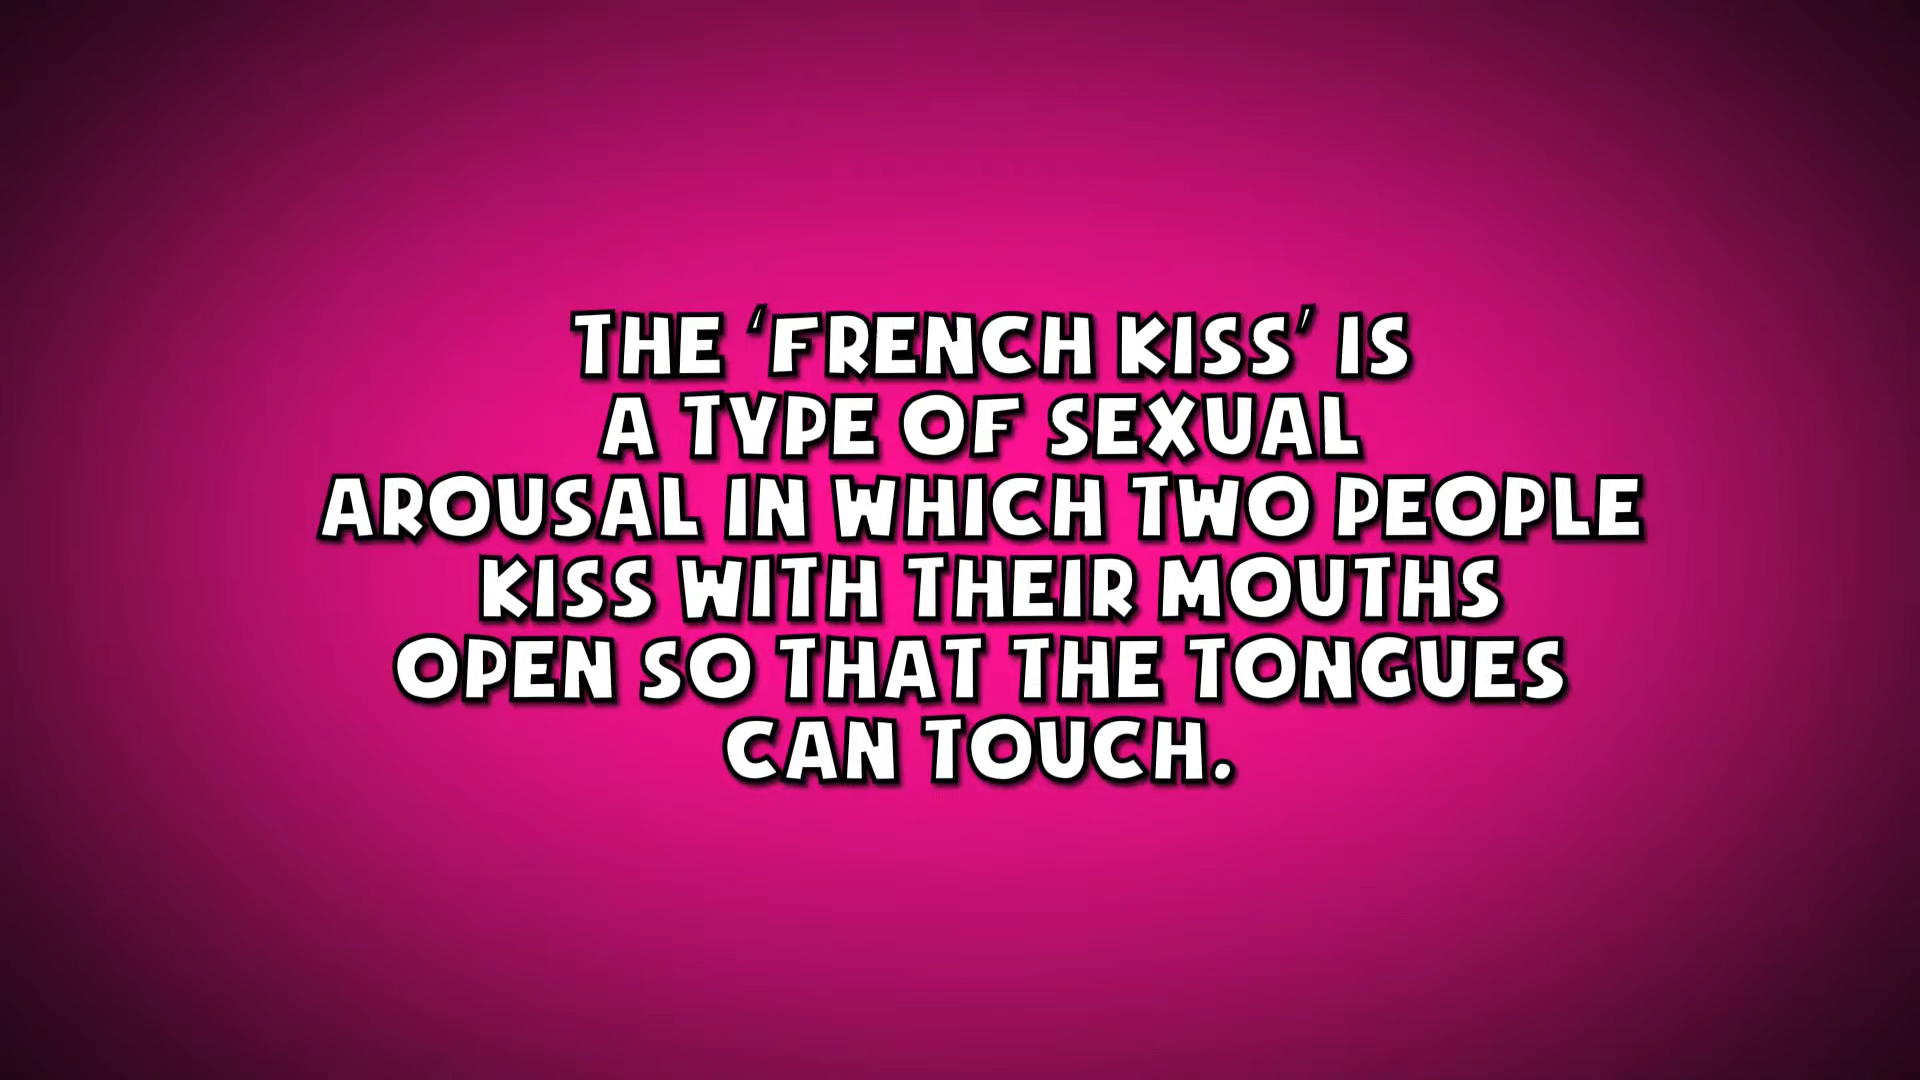 THE 'FRENCH KISS' IS
A TYPE OF SEXUAL
AROUSAL IN WHICH TWO PEOPLE
KISS WITH THEIR MOUTHS
OPEN SO THAT THE TONGUES
CAN TOUCH.